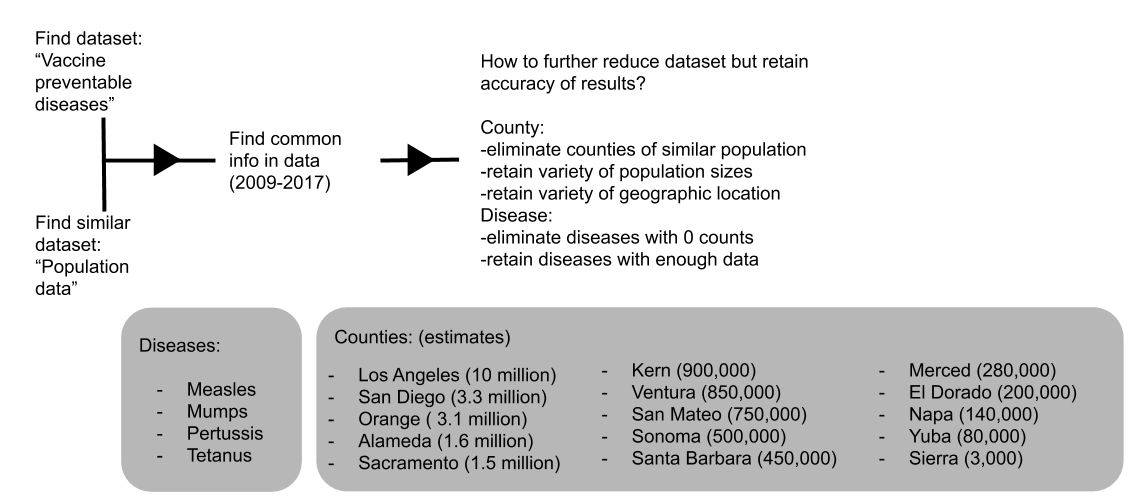 Find dataset:
“Vaccine
preventable
diseases”
Find similar
dataset:
“Population
data”
Find common
info in data
(2009-2017)
How to further reduce dataset but retain
accuracy of results?
County:
-eliminate counties of similar population
-retain variety of population sizes
-retain variety of geographic location
Disease:
-eliminate diseases with 0 counts
-retain diseases with enough data
Diseases:
- Measles
- Mumps
- Pertussis
- Tetanus
Counties: (estimates)
- Los Angeles (10 million)
- San Diego (3.3 million)
- Orange ( 3.1 million)
- Alameda (1.6 million)
- Sacramento (1.5 million)
- Kern (900,000)
- Ventura (850,000)
- San Mateo (750,000)
- Sonoma (500,000)
- Santa Barbara (450,000)
- Merced (280,000)
- El Dorado (200,000)
- Napa (140,000)
- Yuba (80,000)
- Sierra (3,000)